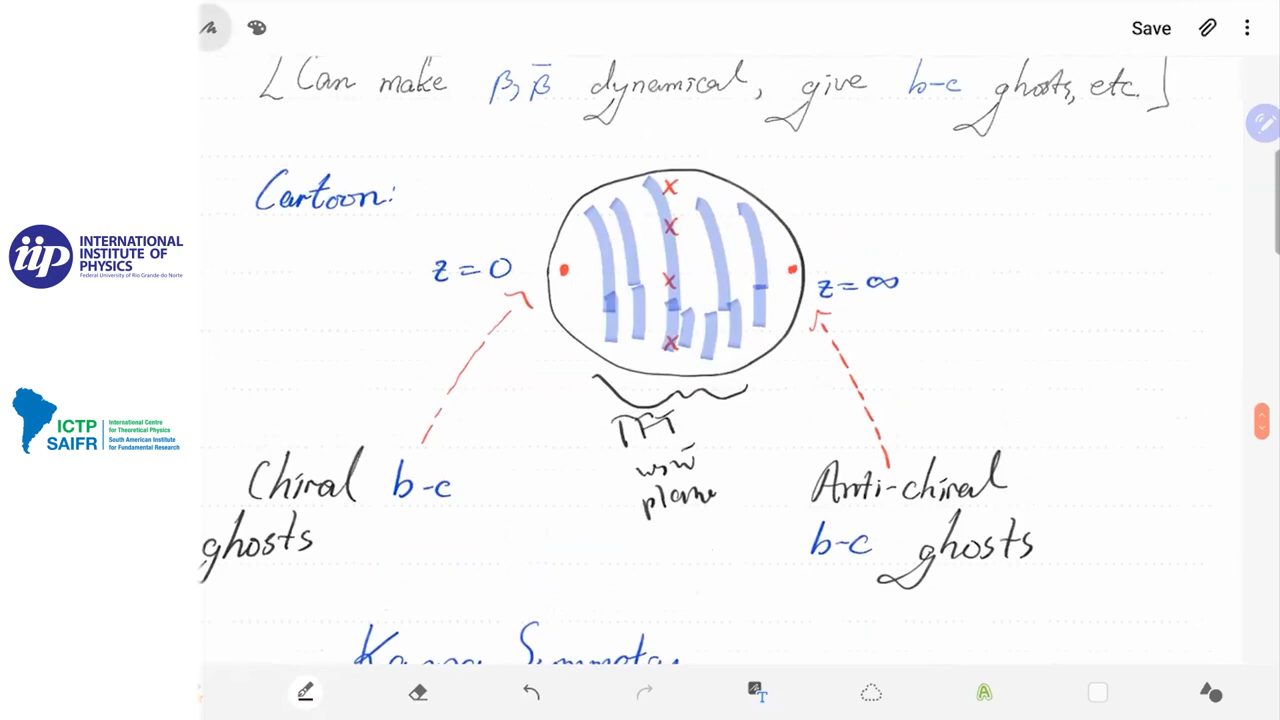 Save
[Can make β, β̄ dynamical, give b-c ghosts, etc.]
Cartoon:
x
x
x
x
z = 0
z = ∞
TFT
plane
Chiral b-c
ghosts
Anti-chiral
b-c ghosts
iip
INTERNATIONAL
INSTITUTE OF
PHYSICS
Federal University of Rio Grande do Norte
ICTP
SAIFR
International Centre
for Theoretical Physics
South American Institute
for Fundamental Research
T
A